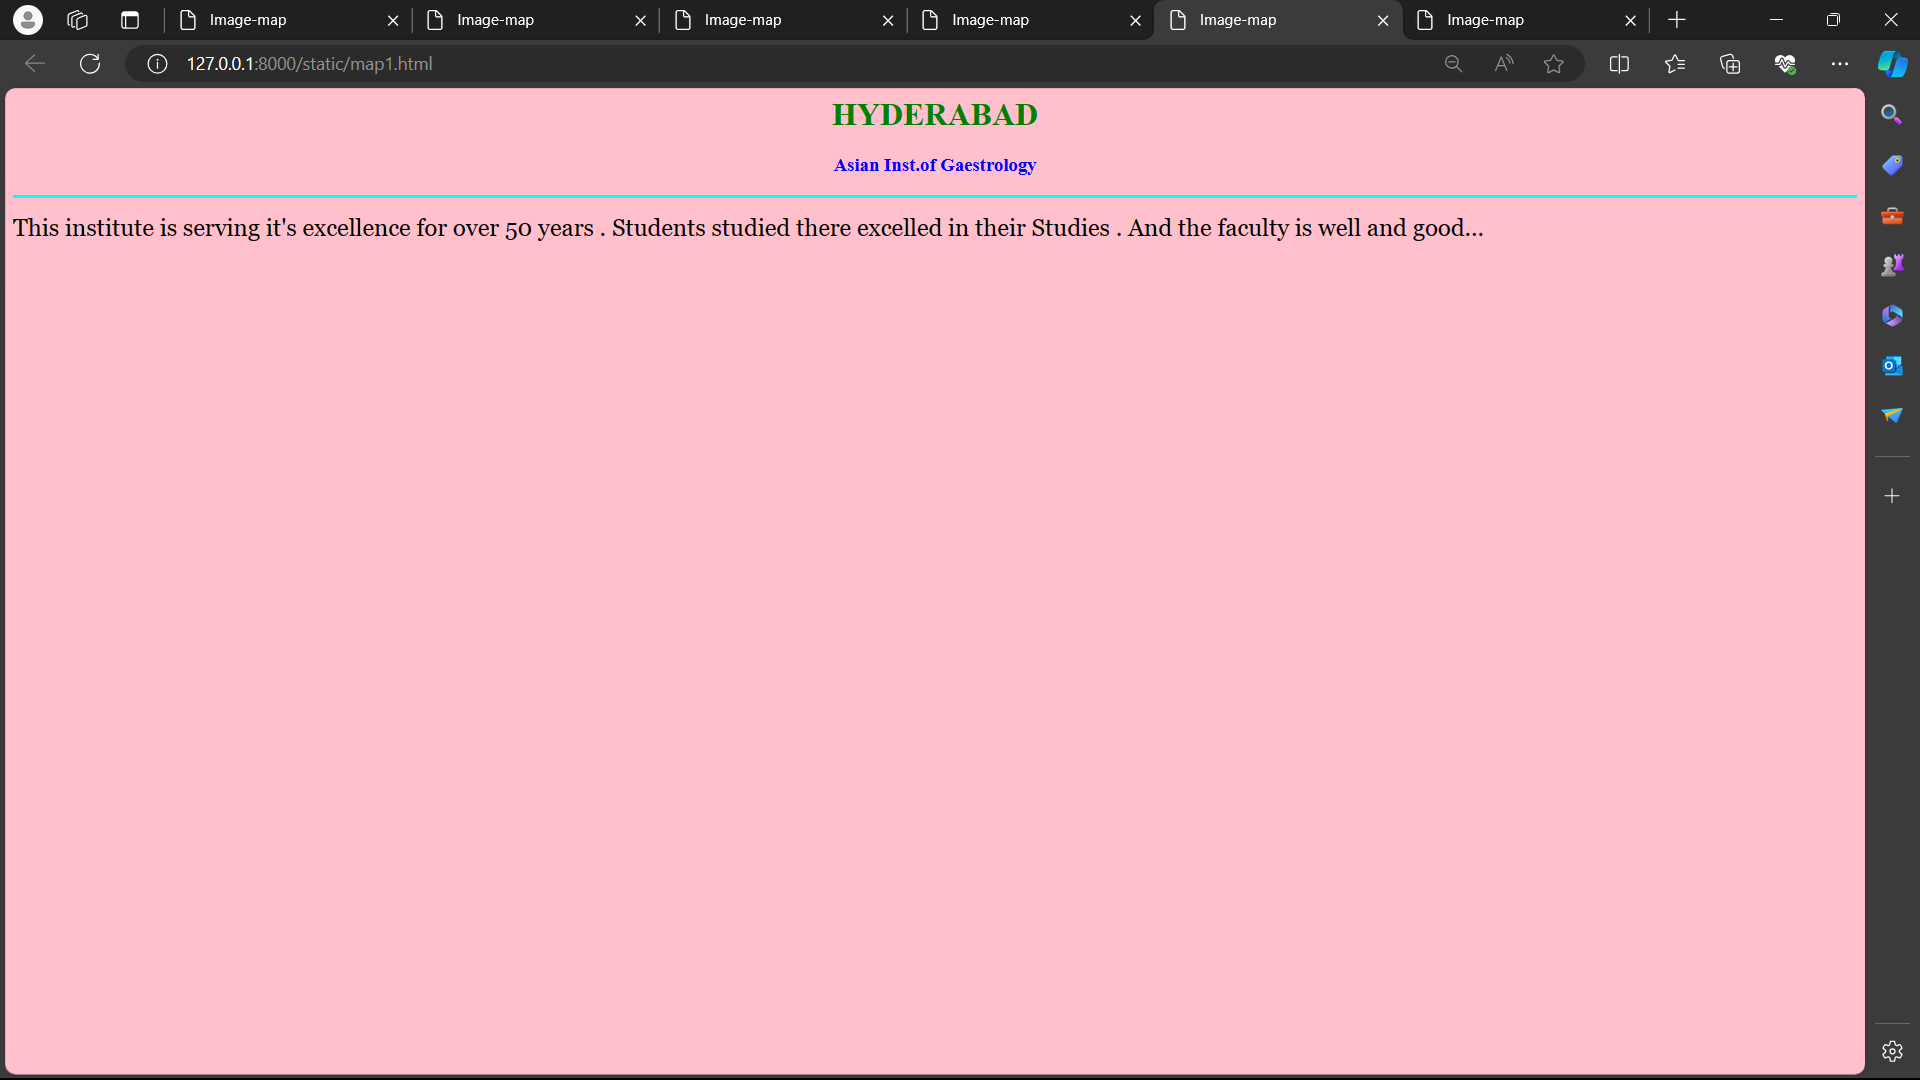 Image-map Image-map Image-map Image-map Image-map Image-map
127.0.0.1:8000/static/map1.html
HYDERABAD
Asian Inst.of Gaestrology
This institute is serving it's excellence for over 50 years . Students studied there excelled in their Studies . And the faculty is well and good...